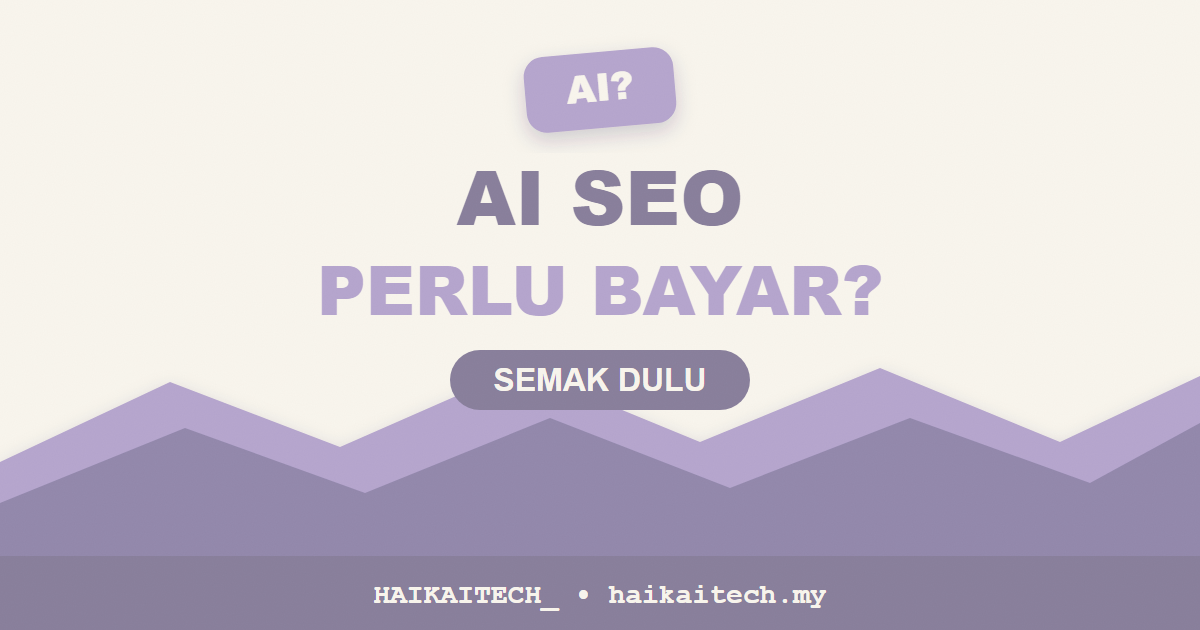 AI?
AI SEO
PERLU BAYAR?
SEMAK DULU
HAIKAITECH_ • haikaitech.my